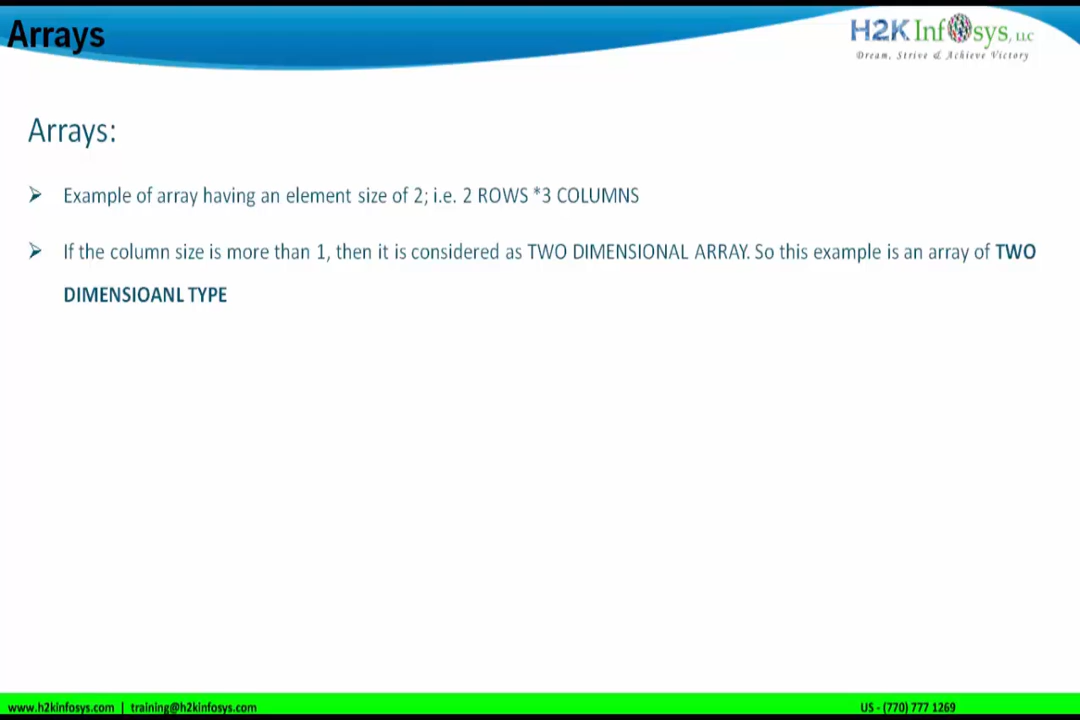 Arrays
H2K Infosys, LLC
Dream, Strive & Achieve Victory
Arrays:
➢ Example of array having an element size of 2; i.e. 2 ROWS *3 COLUMNS
➢ If the column size is more than 1, then it is considered as TWO DIMENSIONAL ARRAY. So this example is an array of TWO
DIMENSIOANL TYPE
www.h2kinfosys.com | training@h2kinfosys.com
US - (770) 777 1269